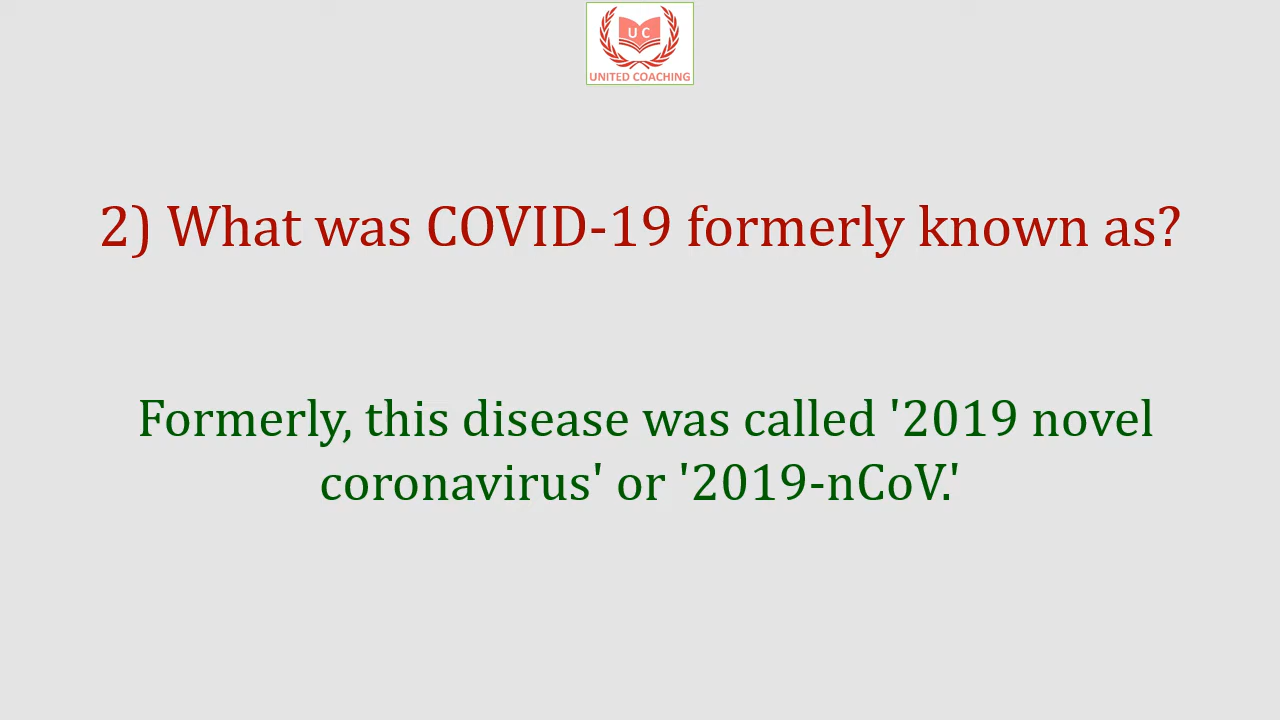 UC
UNITED COACHING
2) What was COVID-19 formerly known as?
Formerly, this disease was called '2019 novel
coronavirus' or '2019-nCoV.'